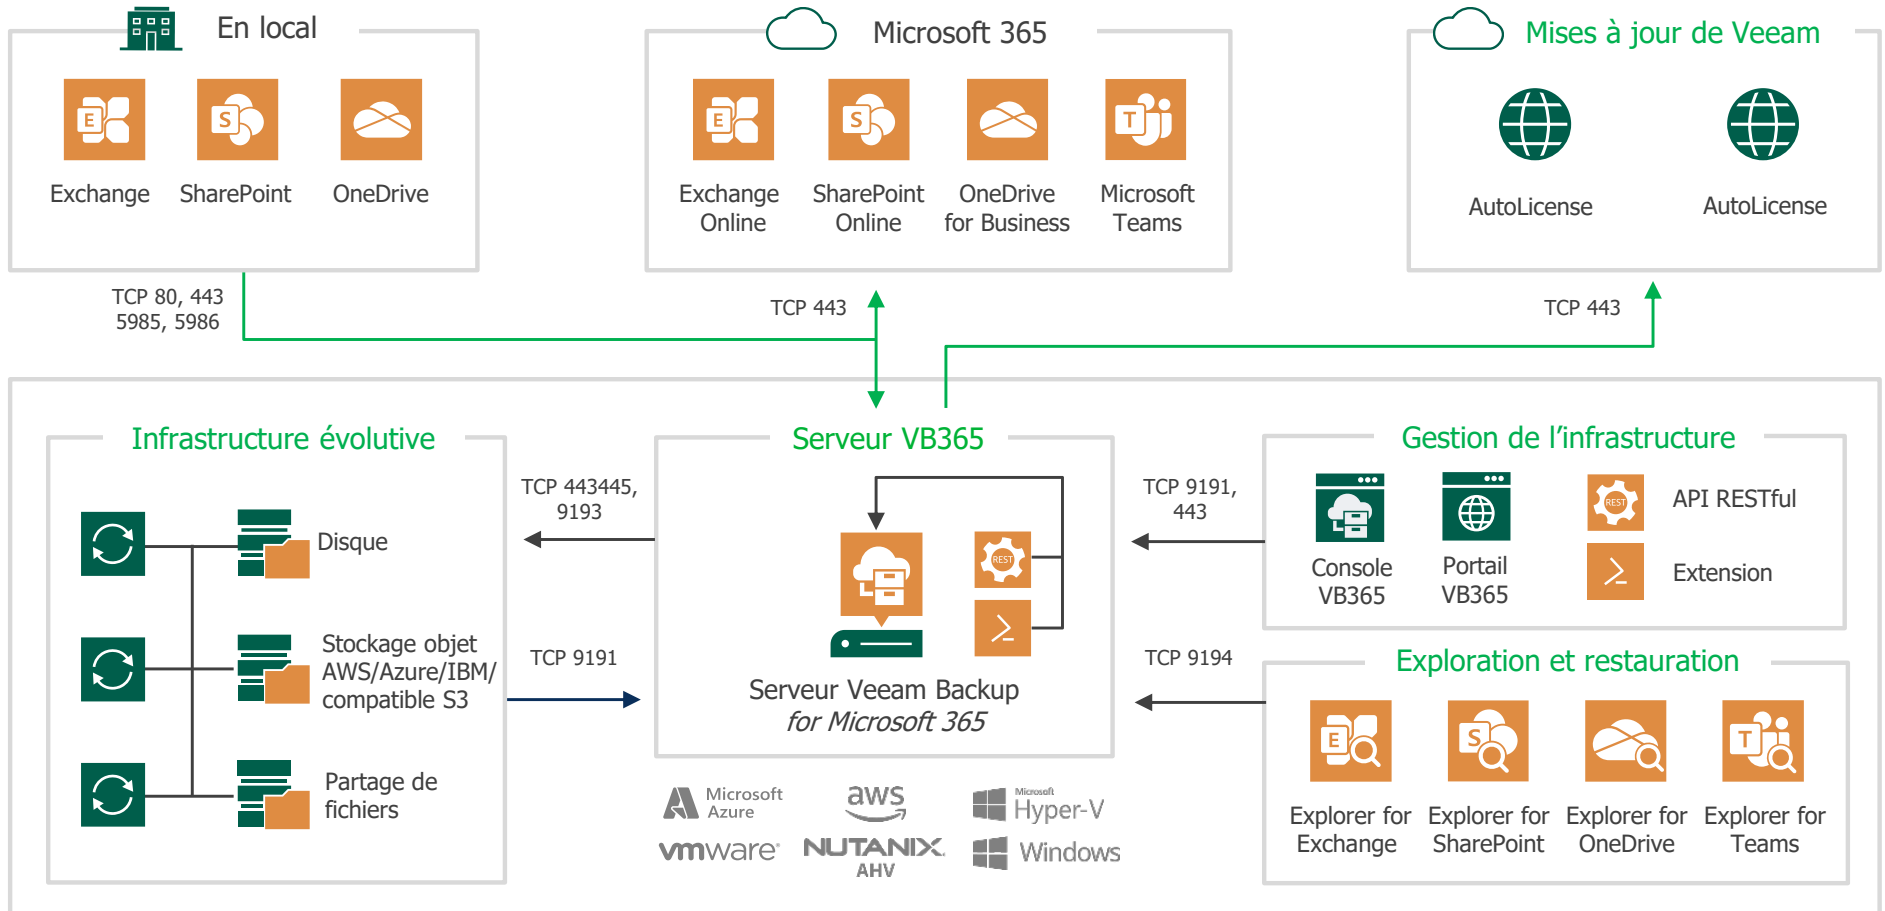 En local
Microsoft 365
Mises à jour de Veeam
E
S
E
S
T
Exchange
SharePoint
OneDrive
Exchange
Online
SharePoint
Online
OneDrive
for Business
Microsoft
Teams
AutoLicense
AutoLicense
TCP 80, 443
5985, 5986
TCP 443
TCP 443
Infrastructure évolutive
Serveur VB365
Gestion de l'infrastructure
TCP 443445,
9193
TCP 9191,
443
REST
REST
API RESTful
Disque
Console
VB365
Portail
VB365
Extension
Stockage objet
AWS/Azure/IBM/
compatible S3
TCP 9191
TCP 9194
Exploration et restauration
Serveur Veeam Backup
for Microsoft 365
E
S
T
Partage de
fichiers
Microsoft
Azure
aws
Microsoft
Hyper-V
vmware®
NUTANIX.
AHV
Windows
Explorer for
Exchange
Explorer for
SharePoint
Explorer for
OneDrive
Explorer for
Teams